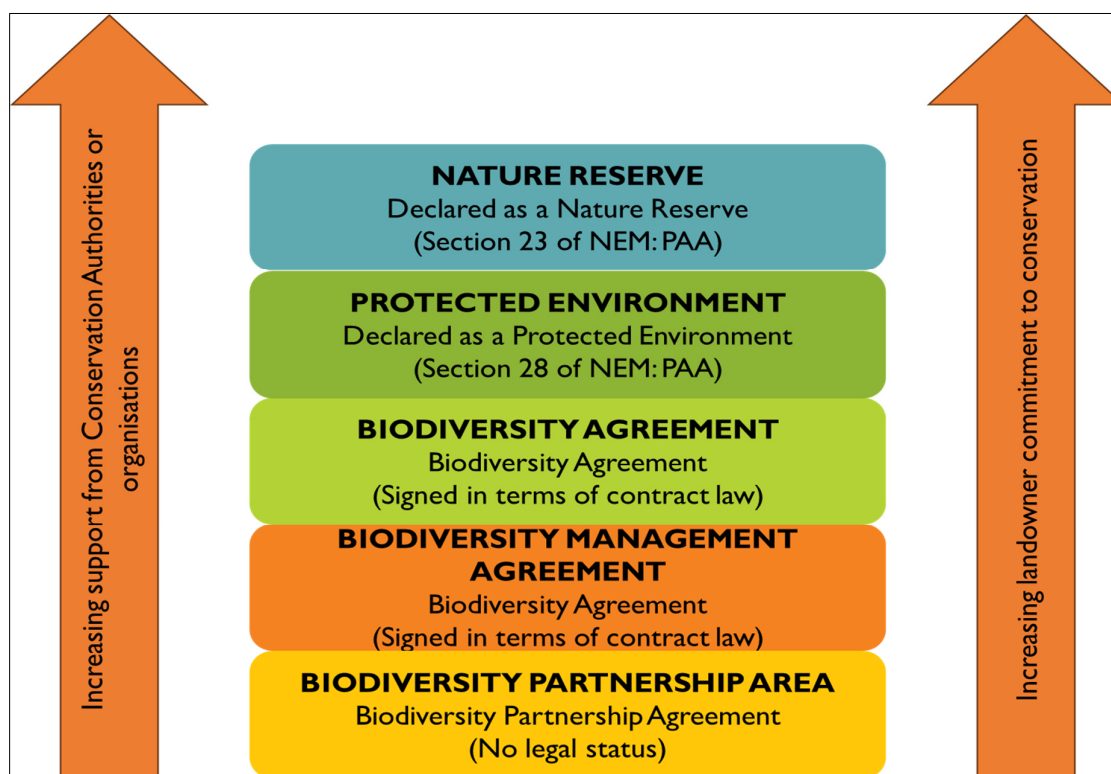 Increasing support from Conservation Authorities or
organisations
NATURE RESERVE
Declared as a Nature Reserve
(Section 23 of NEM: PAA)
PROTECTED ENVIRONMENT
Declared as a Protected Environment
(Section 28 of NEM: PAA)
BIODIVERSITY AGREEMENT
Biodiversity Agreement
(Signed in terms of contract law)
BIODIVERSITY MANAGEMENT
AGREEMENT
Biodiversity Agreement
(Signed in terms of contract law)
BIODIVERSITY PARTNERSHIP AREA
Biodiversity Partnership Agreement
(No legal status)
Increasing landowner commitment to conservation